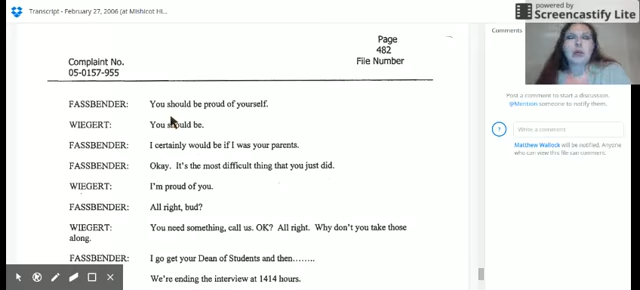 Transcript - February 27, 2006 (at Mishicot Hi...
powered by
Screencastify Lite
Comments
Page
482
Complaint No.
File Number
05-0157-955
FASSBENDER: You should be proud of yourself.
WIEGERT: You should be.
FASSBENDER: I certainly would be if I was your parents.
FASSBENDER: Okay. It's the most difficult thing that you just did.
WIEGERT: I'm proud of you.
FASSBENDER: All right, bud?
WIEGERT: You need something, call us. OK? All right. Why don't you take those
along.
FASSBENDER: I go get your Dean of Students and then........
We're ending the interview at 1414 hours.
Post a comment to start a discussion.
@Mention someone to notify them.
?
Write a comment
Matthew Wallock will be notified. Anyone
who can view this file can comment.